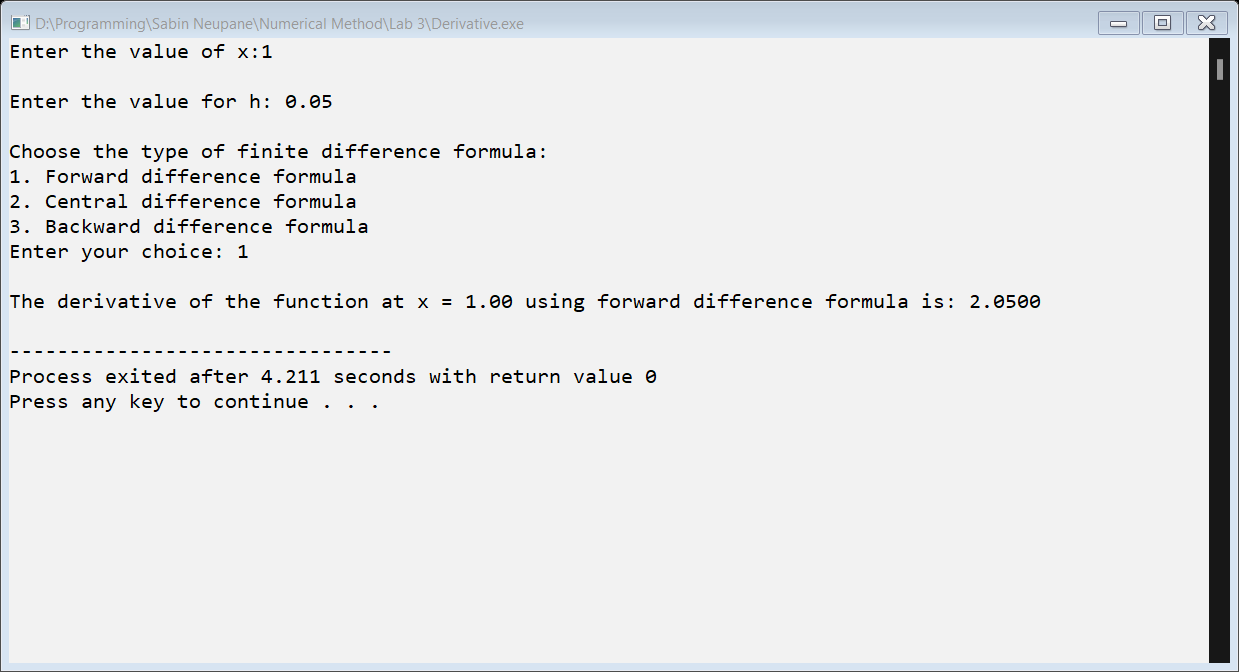 D:\Programming\Sabin Neupane\Numerical Method\Lab 3\Derivative.exe
Enter the value of x:1
Enter the value for h: 0.05
Choose the type of finite difference formula:
1. Forward difference formula
2. Central difference formula
3. Backward difference formula
Enter your choice: 1
The derivative of the function at x = 1.00 using forward difference formula is: 2.0500
--------------------------------
Process exited after 4.211 seconds with return value 0
Press any key to continue . . .